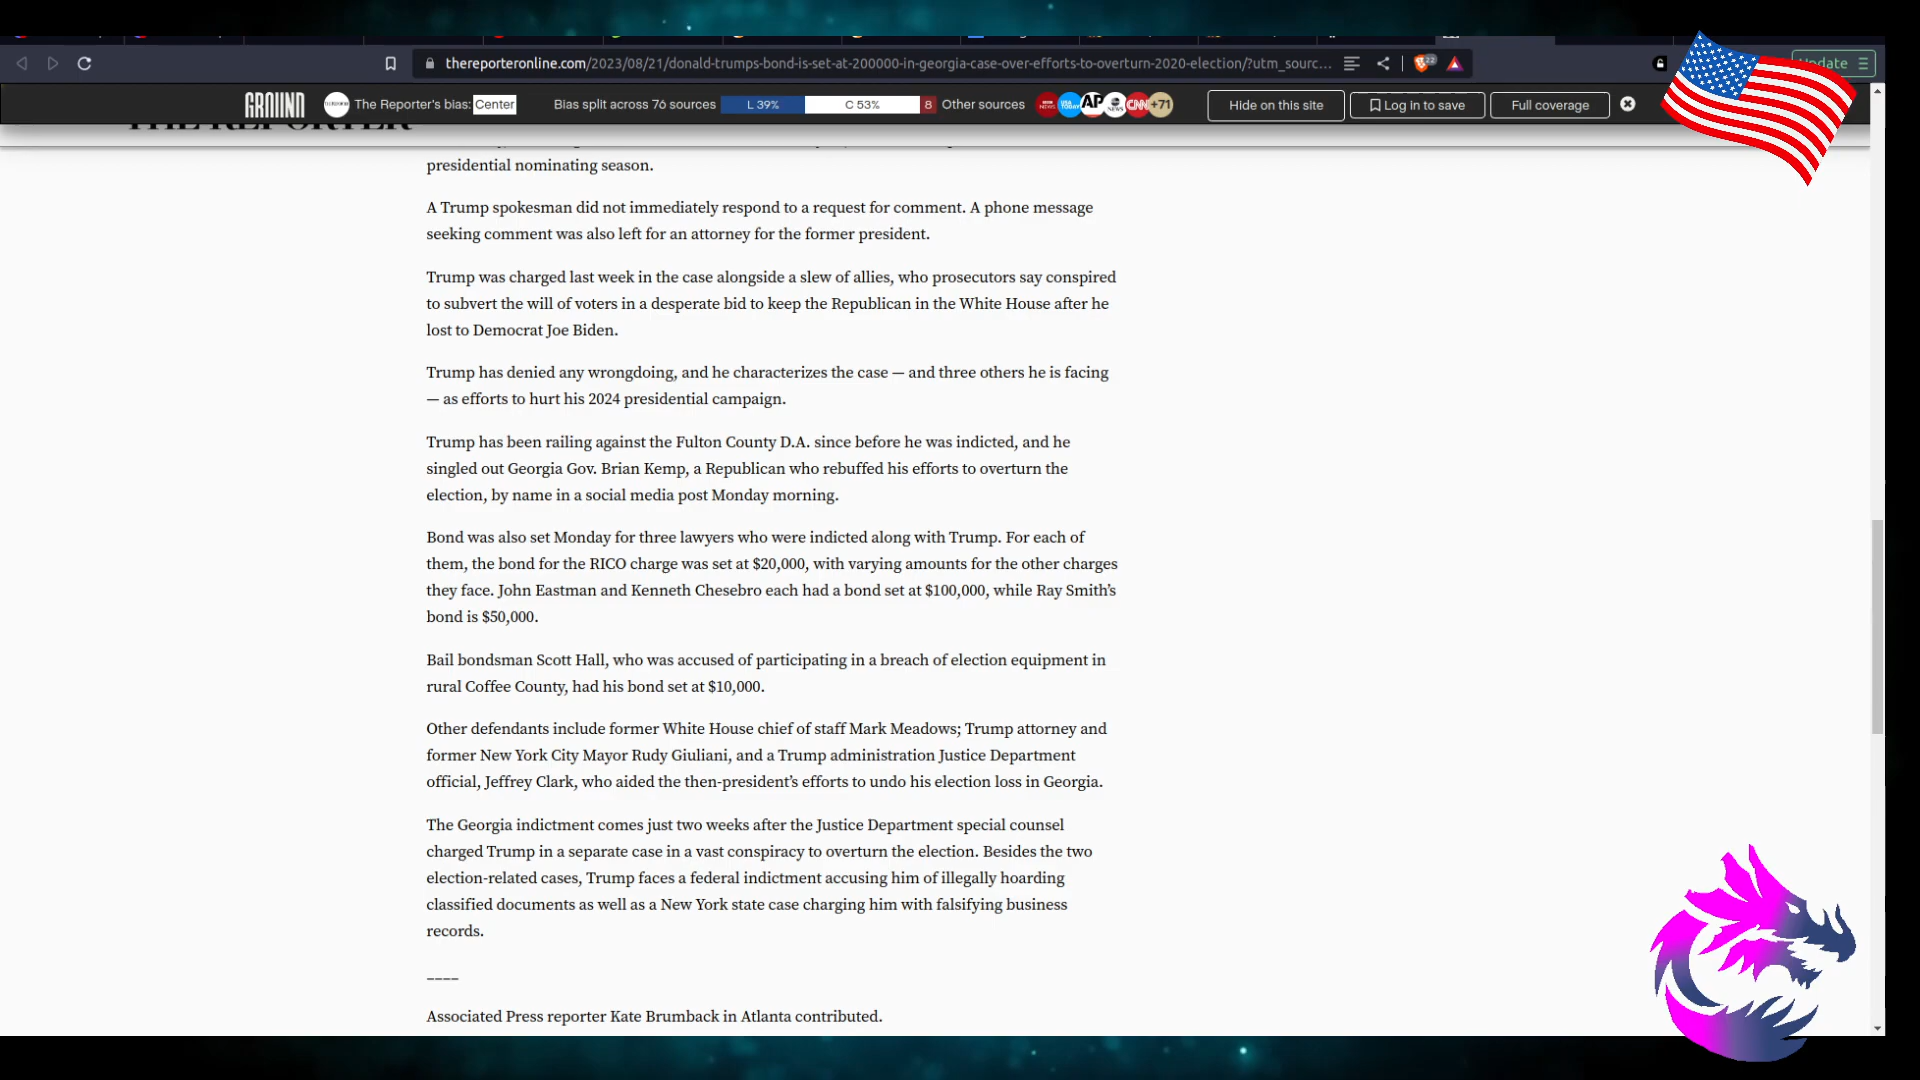 thereporteronline.com/2023/08/21/donald-trumps-bond-is-set-at-200000-in-georgia-case-over-efforts-to-overturn-2020-election/?utm_sourc...
22
Update
GROUND
The Reporter's bias: Center
Bias split across 76 sources
L 39%
C 53%
8
Other sources
AP
CNN
+71
Hide on this site
Log in to save
Full coverage
THE REPORTER
presidential nominating season.
A Trump spokesman did not immediately respond to a request for comment. A phone message
seeking comment was also left for an attorney for the former president.
Trump was charged last week in the case alongside a slew of allies, who prosecutors say conspired
to subvert the will of voters in a desperate bid to keep the Republican in the White House after he
lost to Democrat Joe Biden.
Trump has denied any wrongdoing, and he characterizes the case — and three others he is facing
— as efforts to hurt his 2024 presidential campaign.
Trump has been railing against the Fulton County D.A. since before he was indicted, and he
singled out Georgia Gov. Brian Kemp, a Republican who rebuffed his efforts to overturn the
election, by name in a social media post Monday morning.
Bond was also set Monday for three lawyers who were indicted along with Trump. For each of
them, the bond for the RICO charge was set at $20,000, with varying amounts for the other charges
they face. John Eastman and Kenneth Chesebro each had a bond set at $100,000, while Ray Smith’s
bond is $50,000.
Bail bondsman Scott Hall, who was accused of participating in a breach of election equipment in
rural Coffee County, had his bond set at $10,000.
Other defendants include former White House chief of staff Mark Meadows; Trump attorney and
former New York City Mayor Rudy Giuliani, and a Trump administration Justice Department
official, Jeffrey Clark, who aided the then-president’s efforts to undo his election loss in Georgia.
The Georgia indictment comes just two weeks after the Justice Department special counsel
charged Trump in a separate case in a vast conspiracy to overturn the election. Besides the two
election-related cases, Trump faces a federal indictment accusing him of illegally hoarding
classified documents as well as a New York state case charging him with falsifying business
records.
____
Associated Press reporter Kate Brumback in Atlanta contributed.